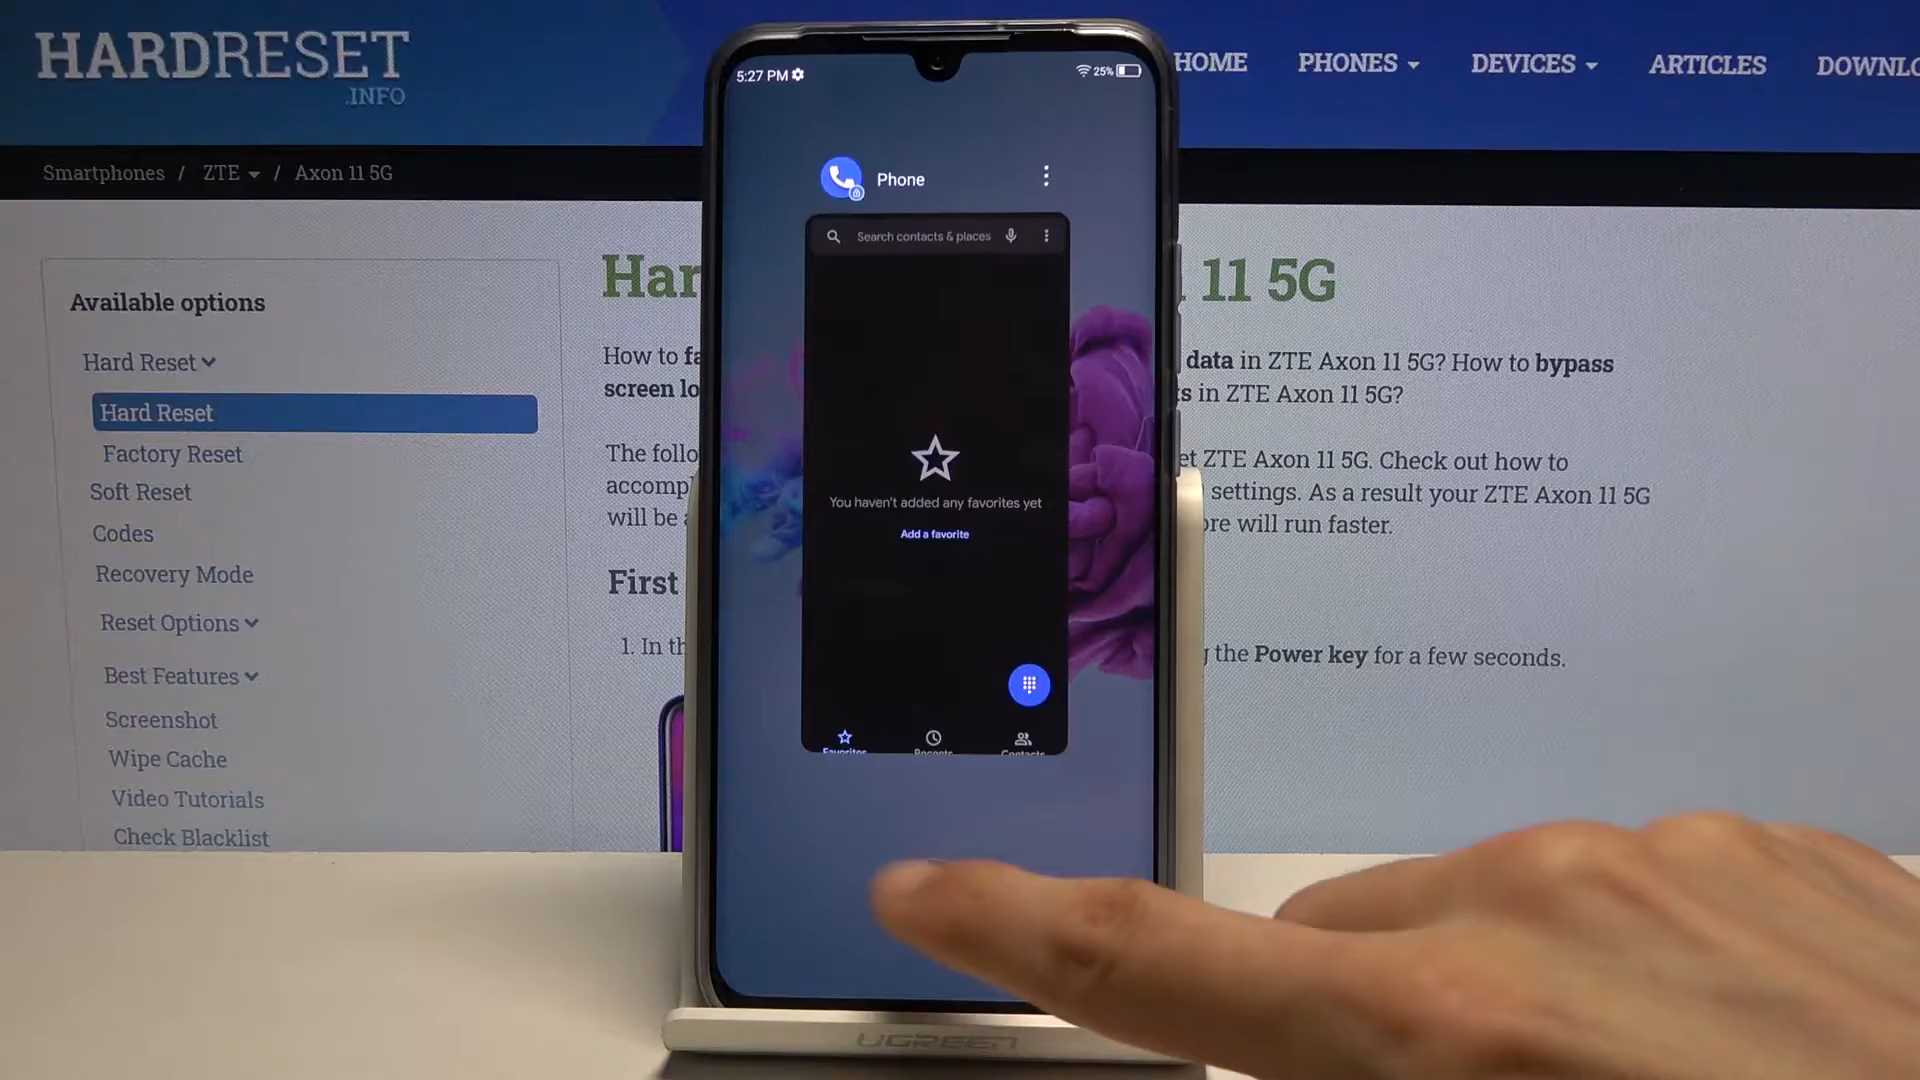 HARDRESET
.INFO
HOME
PHONES
DEVICES
ARTICLES
DOWNLO
Smartphones / ZTE / Axon 11 5G
5:27 PM
25%
Phone
Search contacts & places
You haven't added any favorites yet
Add a favorite
Favorites
Recents
Contacts
Available options
Hard Reset
Hard Reset
Factory Reset
Soft Reset
Codes
Recovery Mode
Reset Options
Best Features
Screenshot
Wipe Cache
Video Tutorials
Check Blacklist
Har 11 5G
How to fa data in ZTE Axon 11 5G? How to bypass
screen lo s in ZTE Axon 11 5G?
The follo et ZTE Axon 11 5G. Check out how to
accomp settings. As a result your ZTE Axon 11 5G
will be a ore will run faster.
First
1. In th g the Power key for a few seconds.
UGREEN